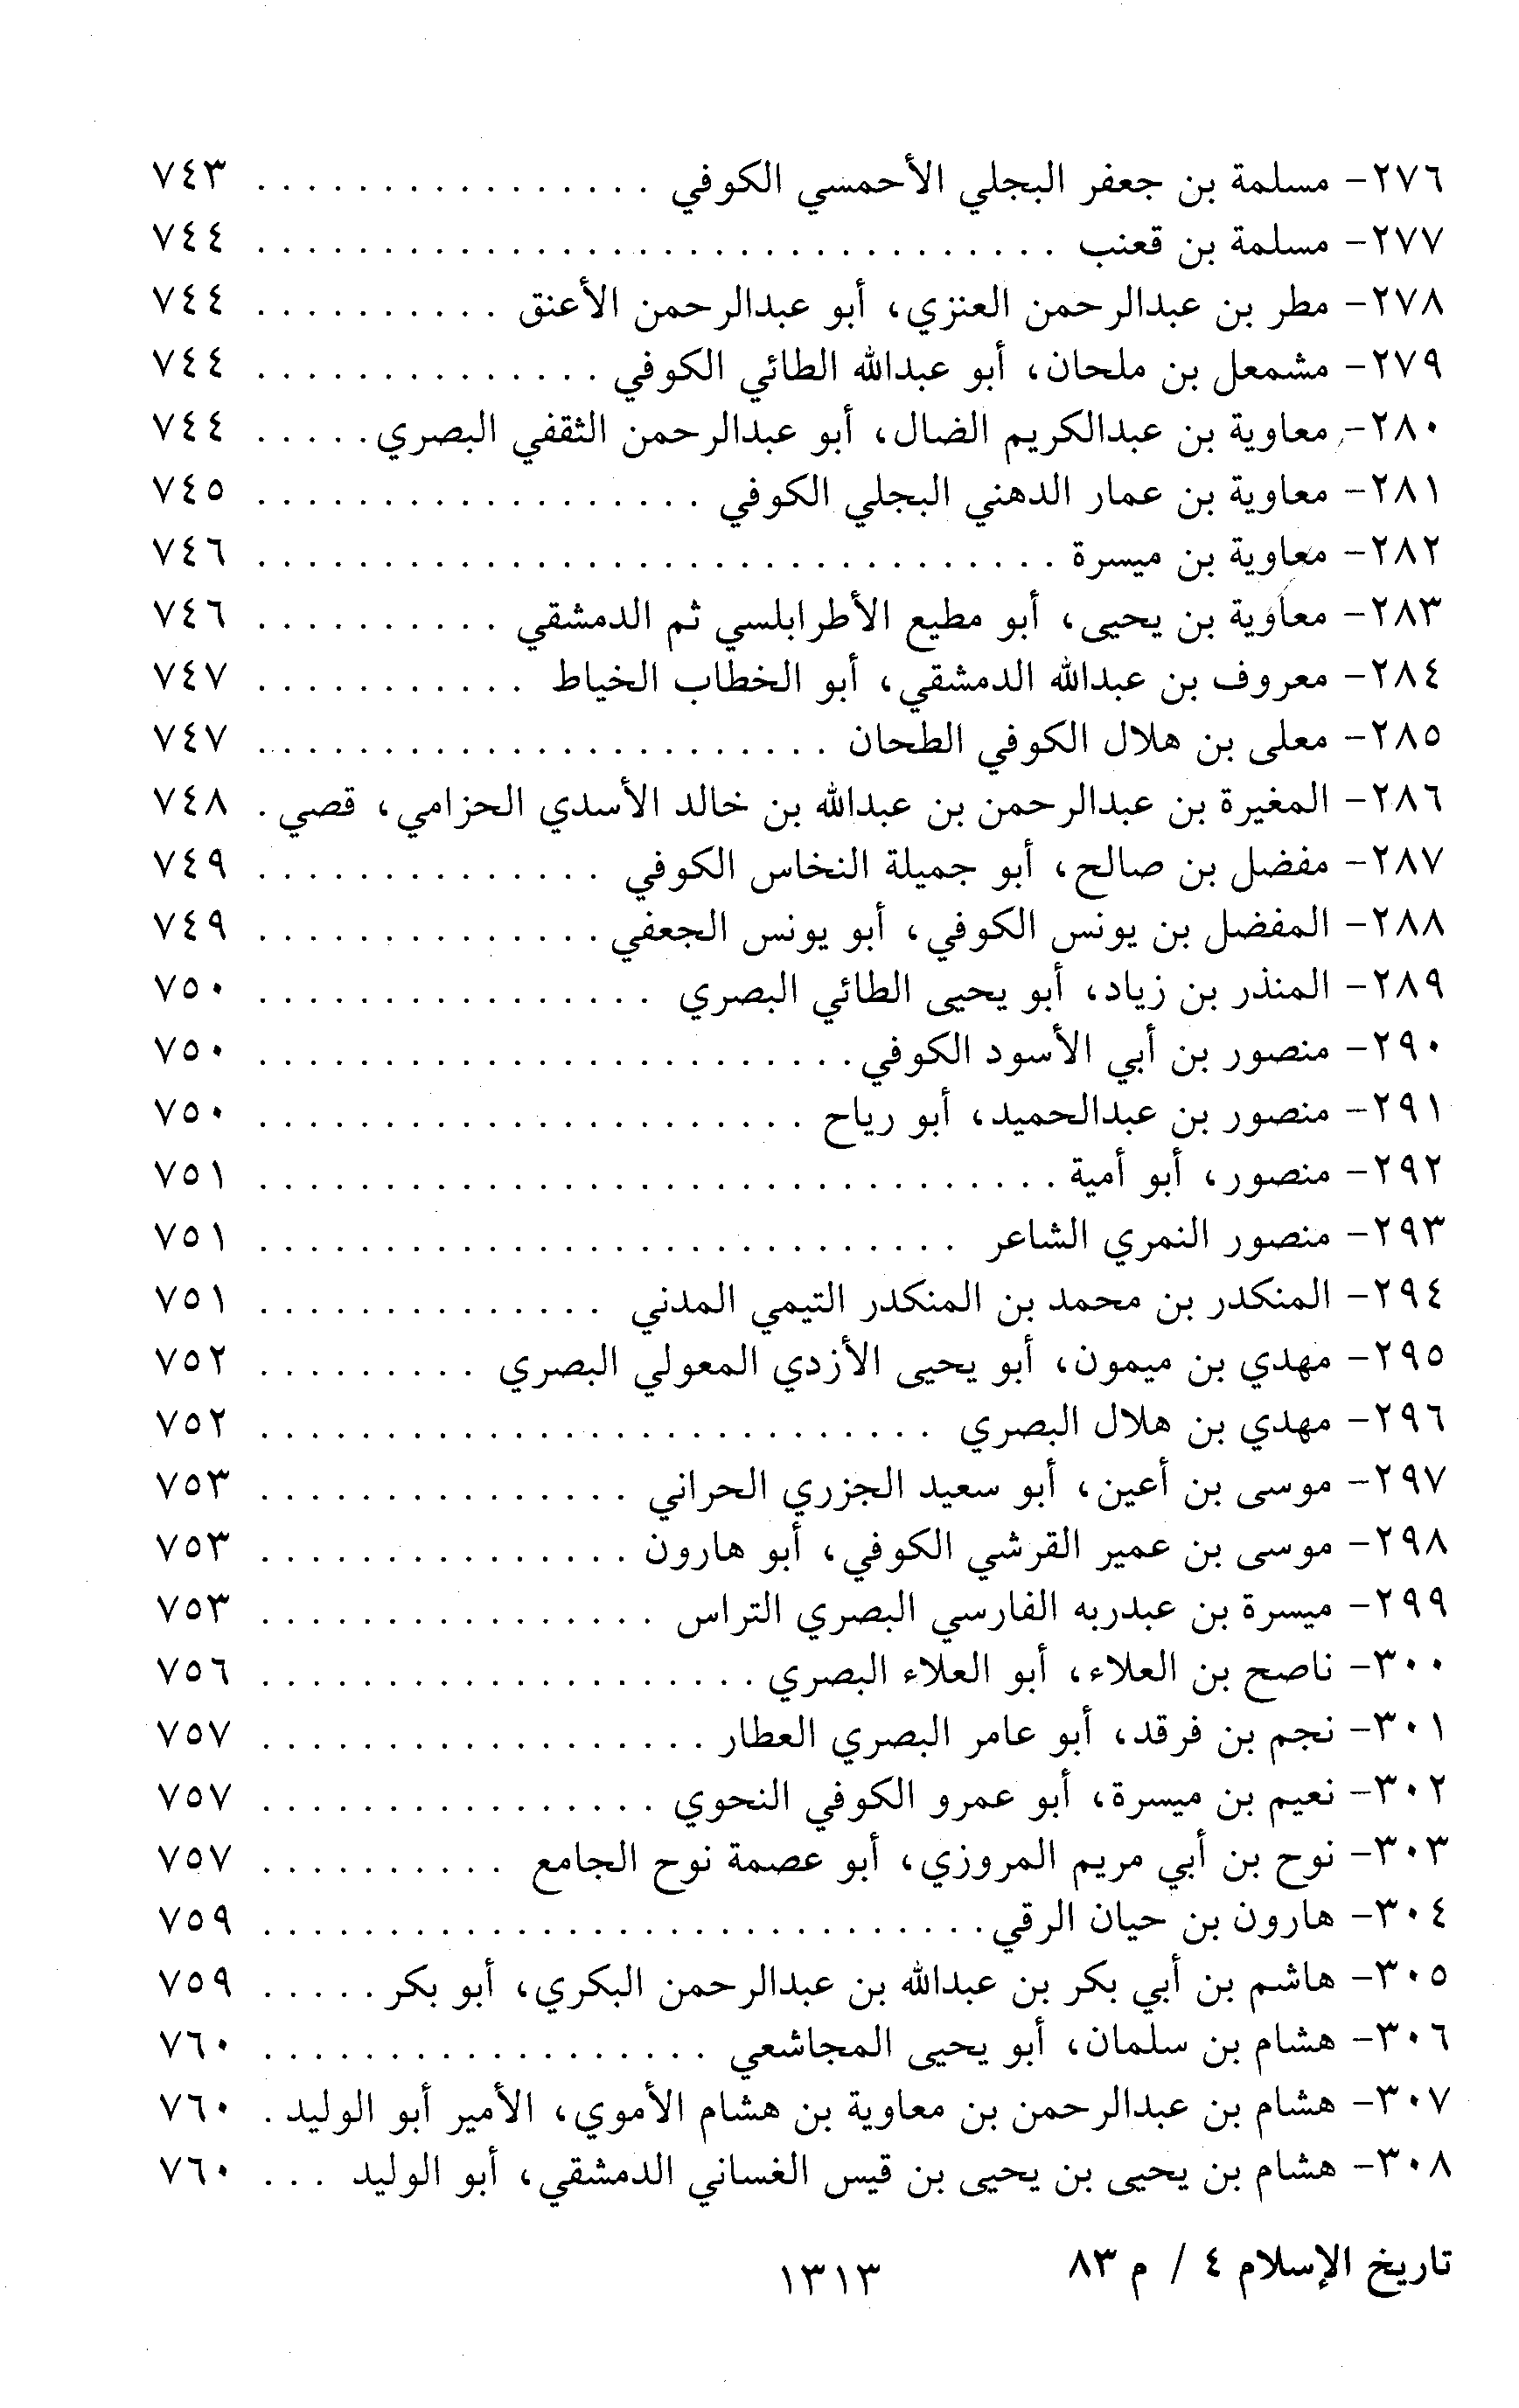 ٢٧٦- مسلمة بن جعفر البجلي الأحمسي الكوفي . . . . . . . . . . . . . . . . ٧٤٣
٢٧٧- مسلمة بن قعنب . . . . . . . . . . . . . . . . . . . . . . . . . . . . . . . . ٧٤٤
٢٧٨- مطر بن عبدالرحمن العنزي، أبو عبدالرحمن الأعنق . . . . . . . . . . ٧٤٤
٢٧٩- مشمعل بن ملحان، أبو عبدالله الطائي الكوفي . . . . . . . . . . . . . . ٧٤٤
٢٨٠- معاوية بن عبدالكريم الضال، أبو عبدالرحمن الثقفي البصري . . . . . ٧٤٤
٢٨١- معاوية بن عمار الدهني البجلي الكوفي . . . . . . . . . . . . . . . . . . ٧٤٥
٢٨٢- معاوية بن ميسرة . . . . . . . . . . . . . . . . . . . . . . . . . . . . . . . . ٧٤٦
٢٨٣- معاوية بن يحيى، أبو مطيع الأطرابلسي ثم الدمشقي . . . . . . . . . . ٧٤٦
٢٨٤- معروف بن عبدالله الدمشقي، أبو الخطاب الخياط . . . . . . . . . . . ٧٤٧
٢٨٥- معلى بن هلال الكوفي الطحان . . . . . . . . . . . . . . . . . . . . . . . ٧٤٧
٢٨٦- المغيرة بن عبدالرحمن بن عبدالله بن خالد الأسدي الحزامي، قصي . ٧٤٨
٢٨٧- مفضل بن صالح، أبو جميلة النخاس الكوفي . . . . . . . . . . . . . . ٧٤٩
٢٨٨- المفضل بن يونس الكوفي، أبو يونس الجعفي . . . . . . . . . . . . . . ٧٤٩
٢٨٩- المنذر بن زياد، أبو يحيى الطائي البصري . . . . . . . . . . . . . . . . ٧٥٠
٢٩٠- منصور بن أبي الأسود الكوفي . . . . . . . . . . . . . . . . . . . . . . . . ٧٥٠
٢٩١- منصور بن عبدالحميد، أبو رياح . . . . . . . . . . . . . . . . . . . . . . ٧٥٠
٢٩٢- منصور، أبو أمية . . . . . . . . . . . . . . . . . . . . . . . . . . . . . . . . ٧٥١
٢٩٣- منصور النمري الشاعر . . . . . . . . . . . . . . . . . . . . . . . . . . . . ٧٥١
٢٩٤- المنكدر بن محمد بن المنكدر التيمي المدني . . . . . . . . . . . . . . ٧٥١
٢٩٥- مهدي بن ميمون، أبو يحيى الأزدي المعولي البصري . . . . . . . . . ٧٥٢
٢٩٦- مهدي بن هلال البصري . . . . . . . . . . . . . . . . . . . . . . . . . . . ٧٥٢
٢٩٧- موسى بن أعين، أبو سعيد الجزري الحراني . . . . . . . . . . . . . . . ٧٥٣
٢٩٨- موسى بن عمير القرشي الكوفي، أبو هارون . . . . . . . . . . . . . . . ٧٥٣
٢٩٩- ميسرة بن عبدربه الفارسي البصري التراس . . . . . . . . . . . . . . . . ٧٥٣
٣٠٠- ناصح بن العلاء، أبو العلاء البصري . . . . . . . . . . . . . . . . . . . . ٧٥٦
٣٠١- نجم بن فرقد، أبو عامر البصري العطار . . . . . . . . . . . . . . . . . . ٧٥٧
٣٠٢- نعيم بن ميسرة، أبو عمرو الكوفي النحوي . . . . . . . . . . . . . . . . ٧٥٧
٣٠٣- نوح بن أبي مريم المروزي، أبو عصمة نوح الجامع . . . . . . . . . . ٧٥٧
٣٠٤- هارون بن حيان الرقي . . . . . . . . . . . . . . . . . . . . . . . . . . . . . ٧٥٩
٣٠٥- هاشم بن أبي بكر بن عبدالله بن عبدالرحمن البكري، أبو بكر . . . . . ٧٥٩
٣٠٦- هشام بن سلمان، أبو يحيى المجاشعي . . . . . . . . . . . . . . . . . . ٧٦٠
٣٠٧- هشام بن عبدالرحمن بن معاوية بن هشام الأموي، الأمير أبو الوليد . ٧٦٠
٣٠٨- هشام بن يحيى بن يحيى بن قيس الغساني الدمشقي، أبو الوليد . . . ٧٦٠
تاريخ الإسلام ٤ / م ٨٣
١٣١٣